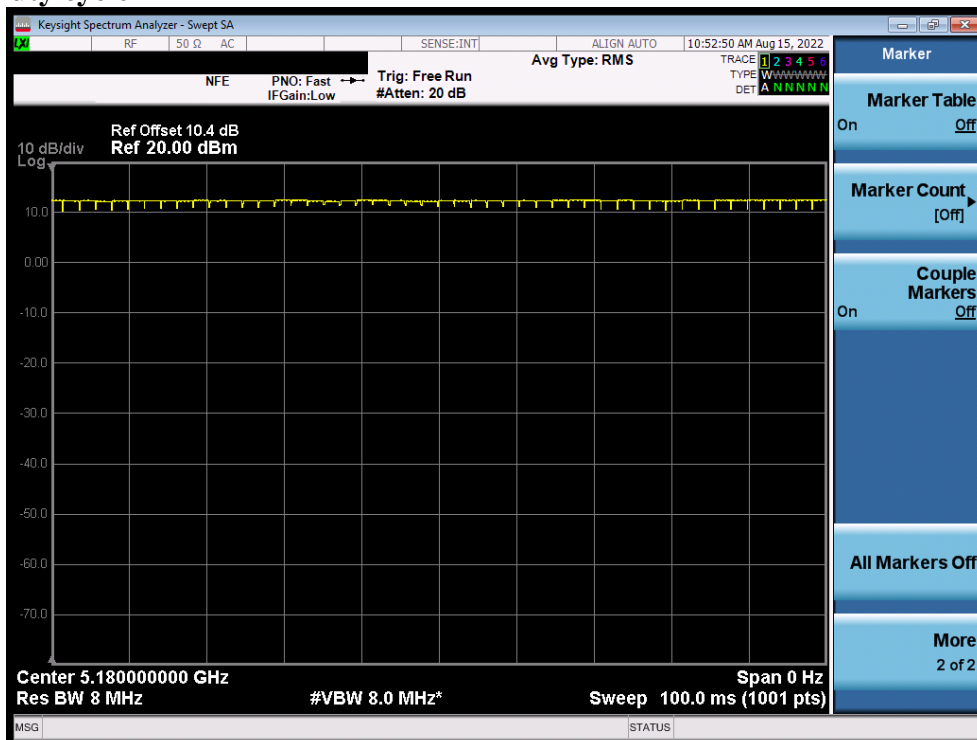 Keysight Spectrum Analyzer - Swept SA
LXI RF 50 Ω AC SENSE:INT ALIGN AUTO 10:52:50 AM Aug 15, 2022
Avg Type: RMS
TRACE 1 2 3 4 5 6
TYPE WWWWWW
DET A N N N N N
NFE PNO: Fast Trig: Free Run
IFGain:Low #Atten: 20 dB
Ref Offset 10.4 dB
10 dB/div Ref 20.00 dBm
Log
10.0
0.00
-10.0
-20.0
-30.0
-40.0
-50.0
-60.0
-70.0
Center 5.180000000 GHz Span 0 Hz
Res BW 8 MHz #VBW 8.0 MHz* Sweep 100.0 ms (1001 pts)
MSG STATUS
Marker
Marker Table
On Off
Marker Count
[Off]
Couple
Markers
On Off
All Markers Off
More
2 of 2